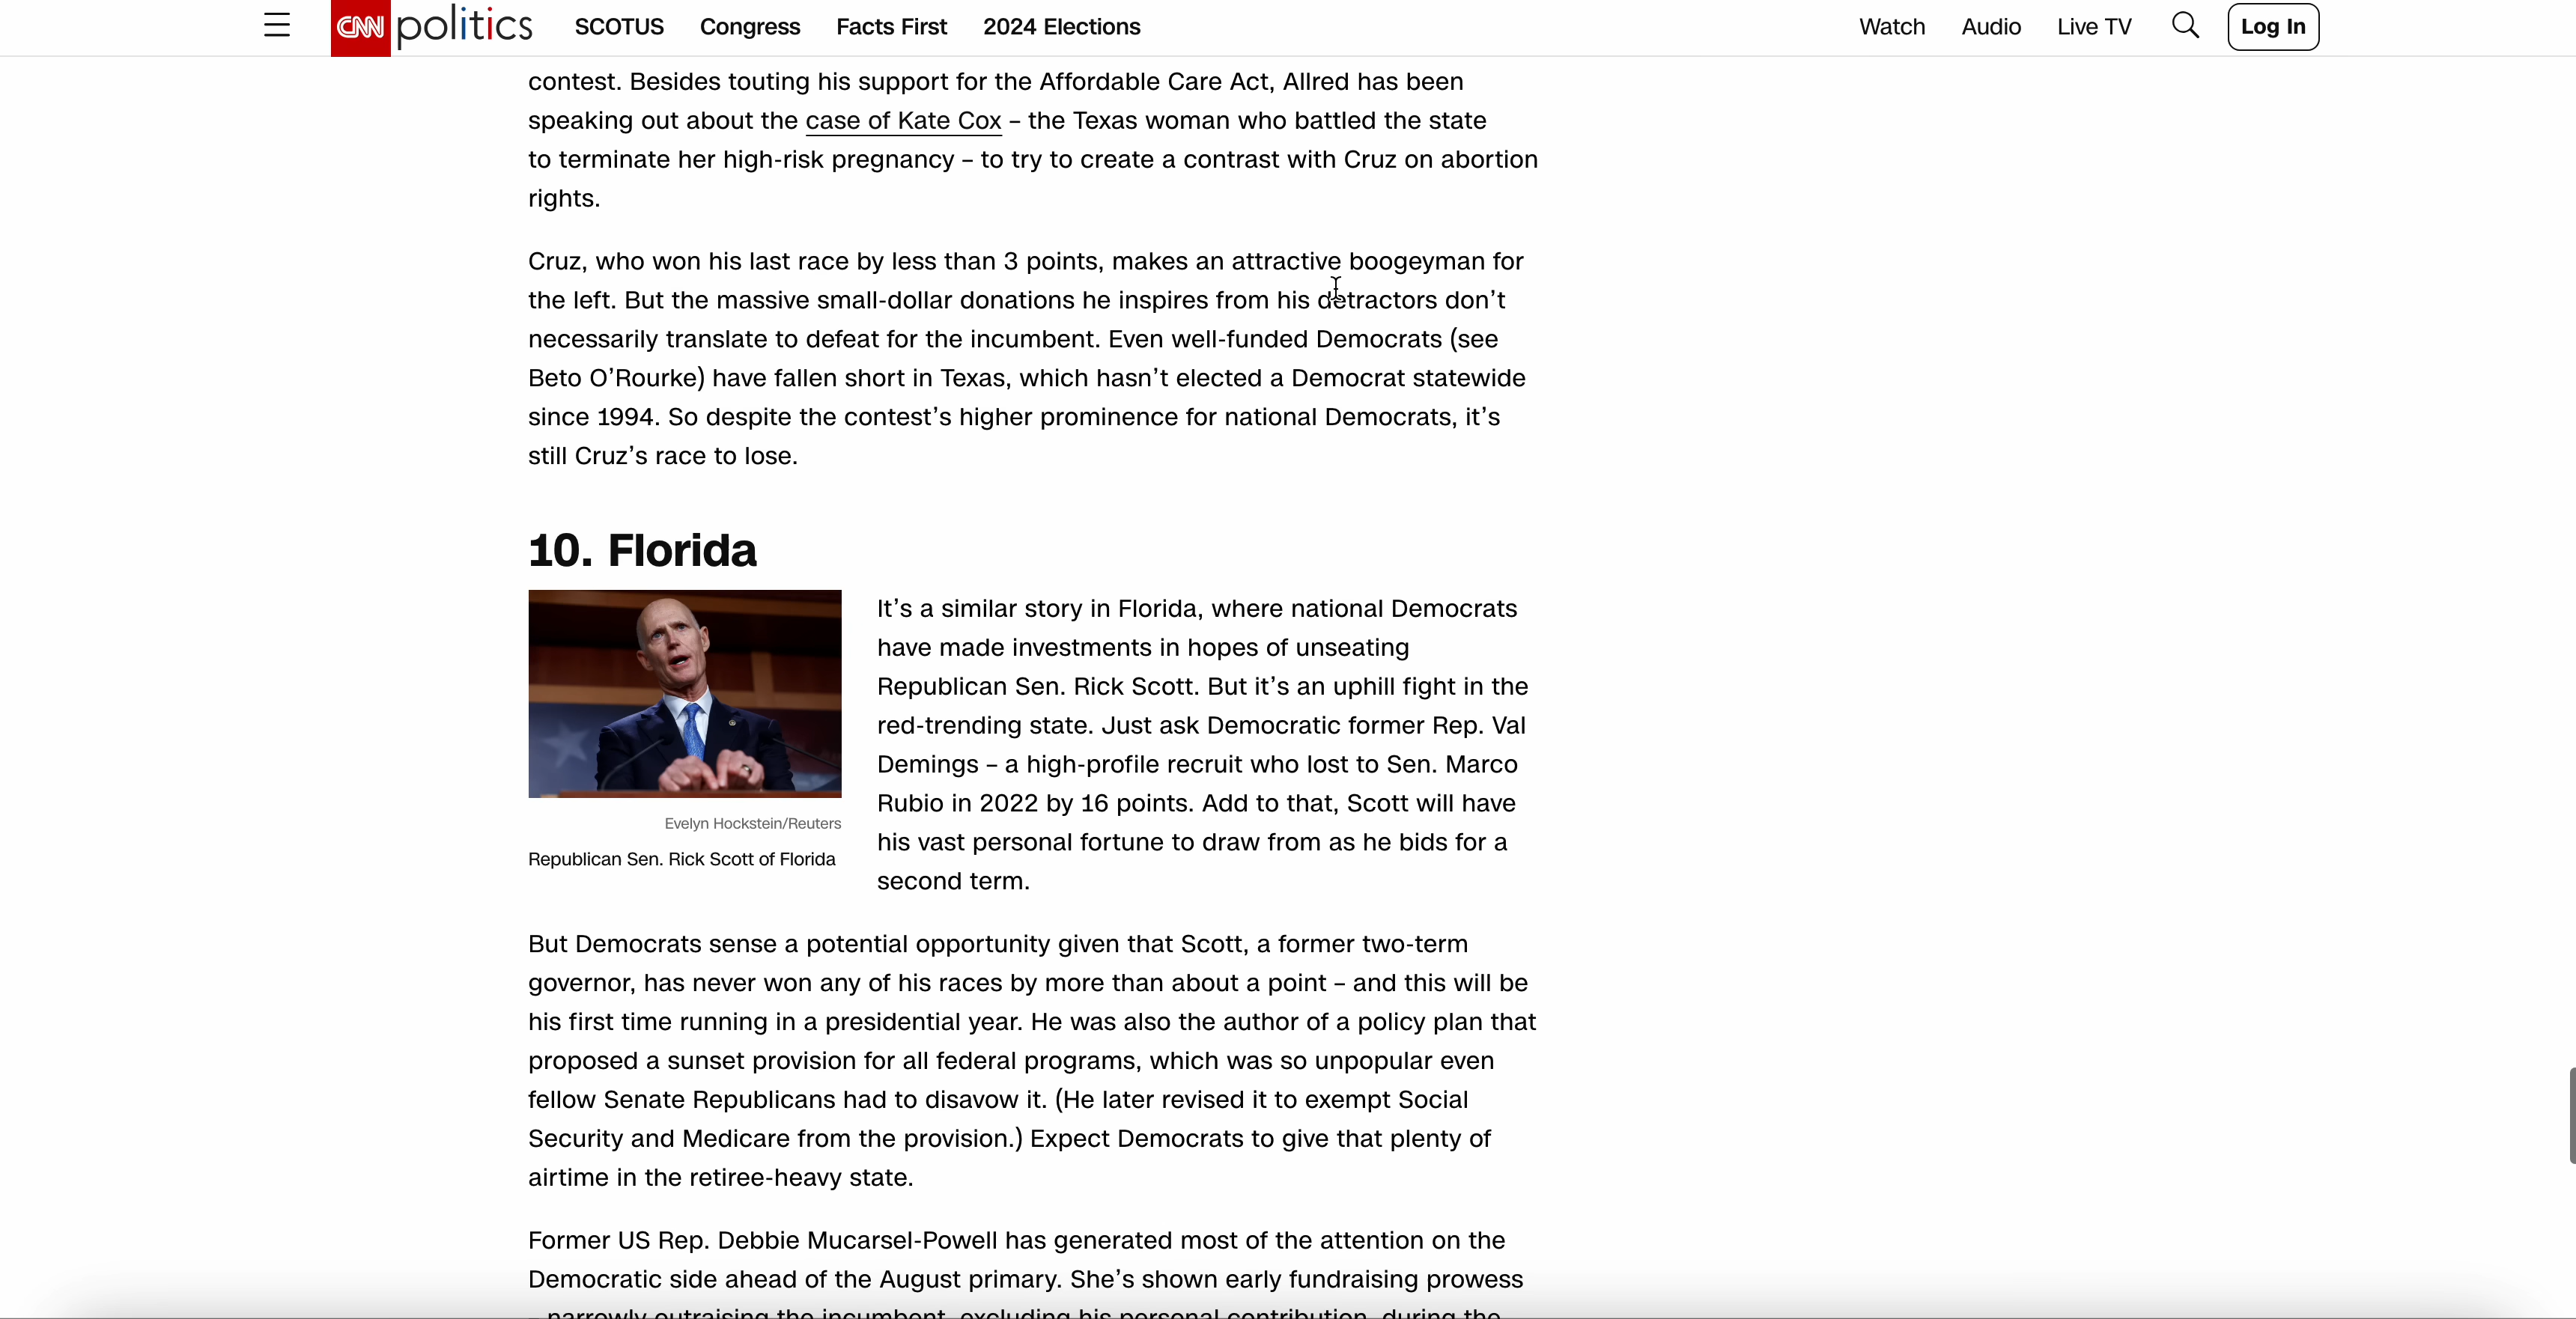 CNN politics SCOTUS Congress Facts First 2024 Elections Watch Audio Live TV Log In
contest. Besides touting his support for the Affordable Care Act, Allred has been
speaking out about the case of Kate Cox – the Texas woman who battled the state
to terminate her high-risk pregnancy – to try to create a contrast with Cruz on abortion
rights.
Cruz, who won his last race by less than 3 points, makes an attractive boogeyman for
the left. But the massive small-dollar donations he inspires from his detractors don’t
necessarily translate to defeat for the incumbent. Even well-funded Democrats (see
Beto O’Rourke) have fallen short in Texas, which hasn’t elected a Democrat statewide
since 1994. So despite the contest’s higher prominence for national Democrats, it’s
still Cruz’s race to lose.
10. Florida
Evelyn Hockstein/Reuters
Republican Sen. Rick Scott of Florida
It’s a similar story in Florida, where national Democrats
have made investments in hopes of unseating
Republican Sen. Rick Scott. But it’s an uphill fight in the
red-trending state. Just ask Democratic former Rep. Val
Demings – a high-profile recruit who lost to Sen. Marco
Rubio in 2022 by 16 points. Add to that, Scott will have
his vast personal fortune to draw from as he bids for a
second term.
But Democrats sense a potential opportunity given that Scott, a former two-term
governor, has never won any of his races by more than about a point – and this will be
his first time running in a presidential year. He was also the author of a policy plan that
proposed a sunset provision for all federal programs, which was so unpopular even
fellow Senate Republicans had to disavow it. (He later revised it to exempt Social
Security and Medicare from the provision.) Expect Democrats to give that plenty of
airtime in the retiree-heavy state.
Former US Rep. Debbie Mucarsel-Powell has generated most of the attention on the
Democratic side ahead of the August primary. She’s shown early fundraising prowess
– narrowly outraising the incumbent, excluding his personal contribution, during the